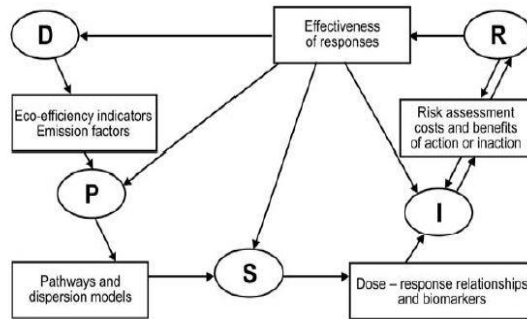 D
Effectiveness
of responses
R
Eco-efficiency indicators
Emission factors
Risk assessment
costs and benefits
of action or inaction
P
I
Pathways and
dispersion models
S
Dose – response relationships
and biomarkers